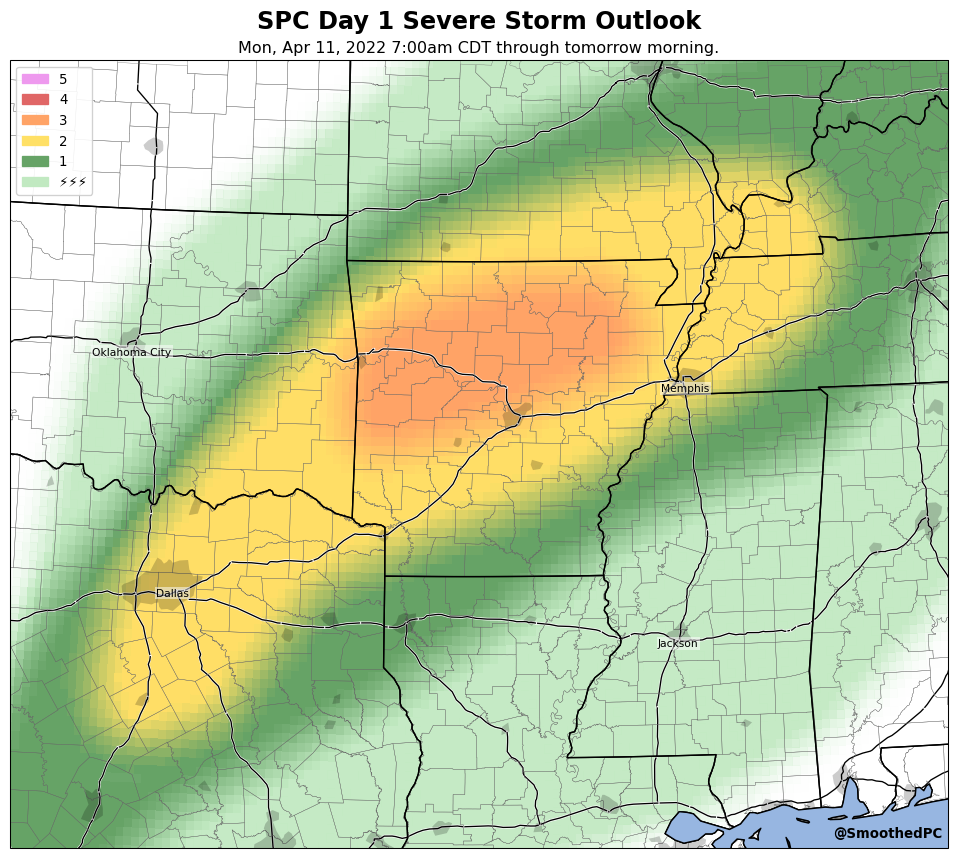 SPC Day 1 Severe Storm Outlook
Mon, Apr 11, 2022 7:00am CDT through tomorrow morning.
5
4
3
2
1
⚡⚡⚡
Oklahoma City
Memphis
Dallas
Jackson
@SmoothedPC